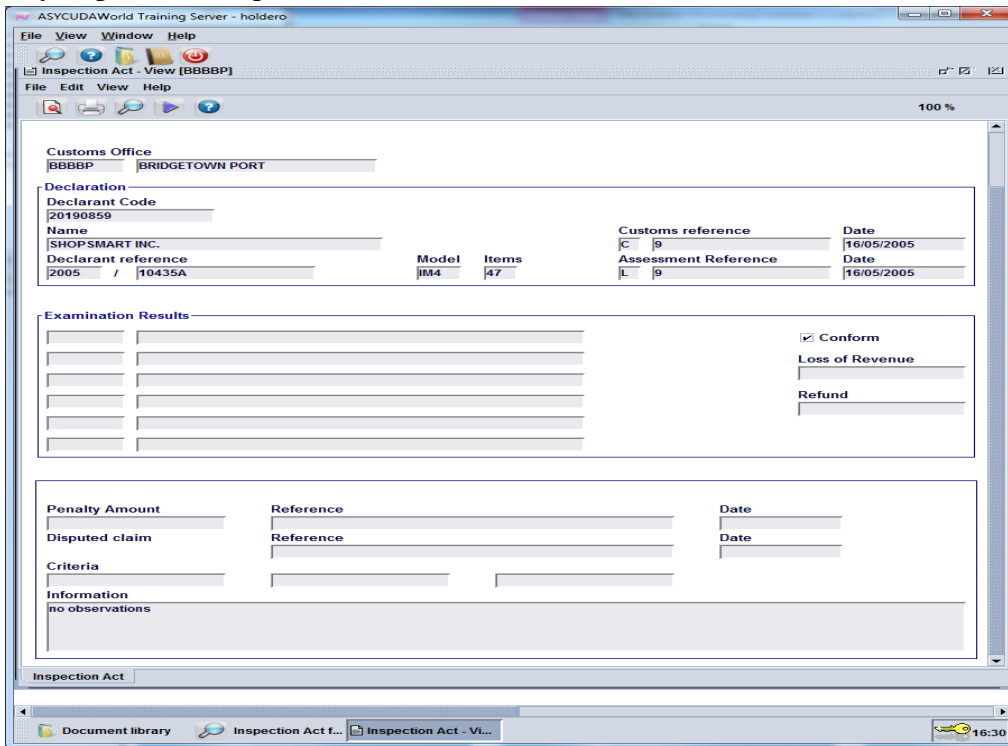 ASYCUDAWorld Training Server - holdero
File View Window Help
Inspection Act - View [BBBBP]
File Edit View Help
100 %
Customs Office
BBBBP BRIDGETOWN PORT
Declaration
Declarant Code
20190859
Name Customs reference Date
SHOPSMART INC. C 9 16/05/2005
Declarant reference Model Items Assessment Reference Date
2005 / 10435A IM4 47 L 9 16/05/2005
Examination Results
Conform
Loss of Revenue
Refund
Penalty Amount Reference Date
Disputed claim Reference Date
Criteria
Information
no observations
Inspection Act
Document library Inspection Act f... Inspection Act - Vi... 16:30